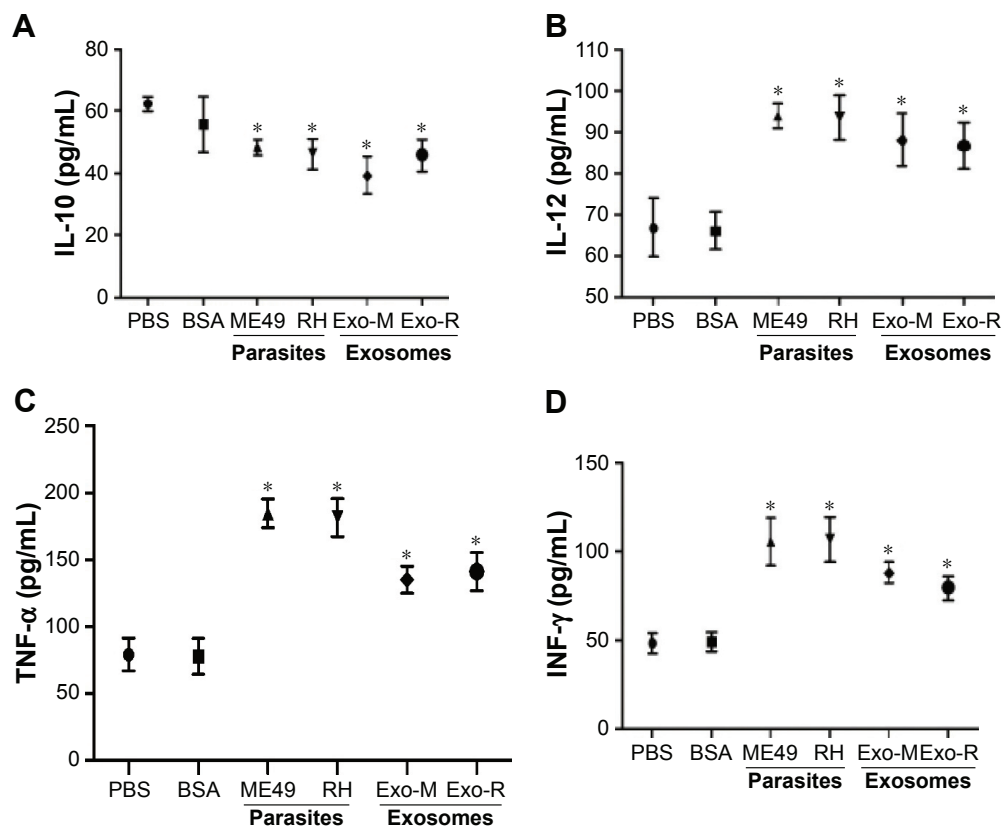 A
IL-10 (pg/mL)
80
60
40
20
0
* * * *
PBS BSA ME49 RH Exo-M Exo-R
Parasites Exosomes
B
IL-12 (pg/mL)
110
100
90
80
70
60
50
* * * *
PBS BSA ME49 RH Exo-M Exo-R
Parasites Exosomes
C
TNF-α (pg/mL)
250
200
150
100
50
0
* * * *
PBS BSA ME49 RH Exo-M Exo-R
Parasites Exosomes
D
INF-γ (pg/mL)
150
100
50
0
* * * *
PBS BSA ME49 RH Exo-M Exo-R
Parasites Exosomes